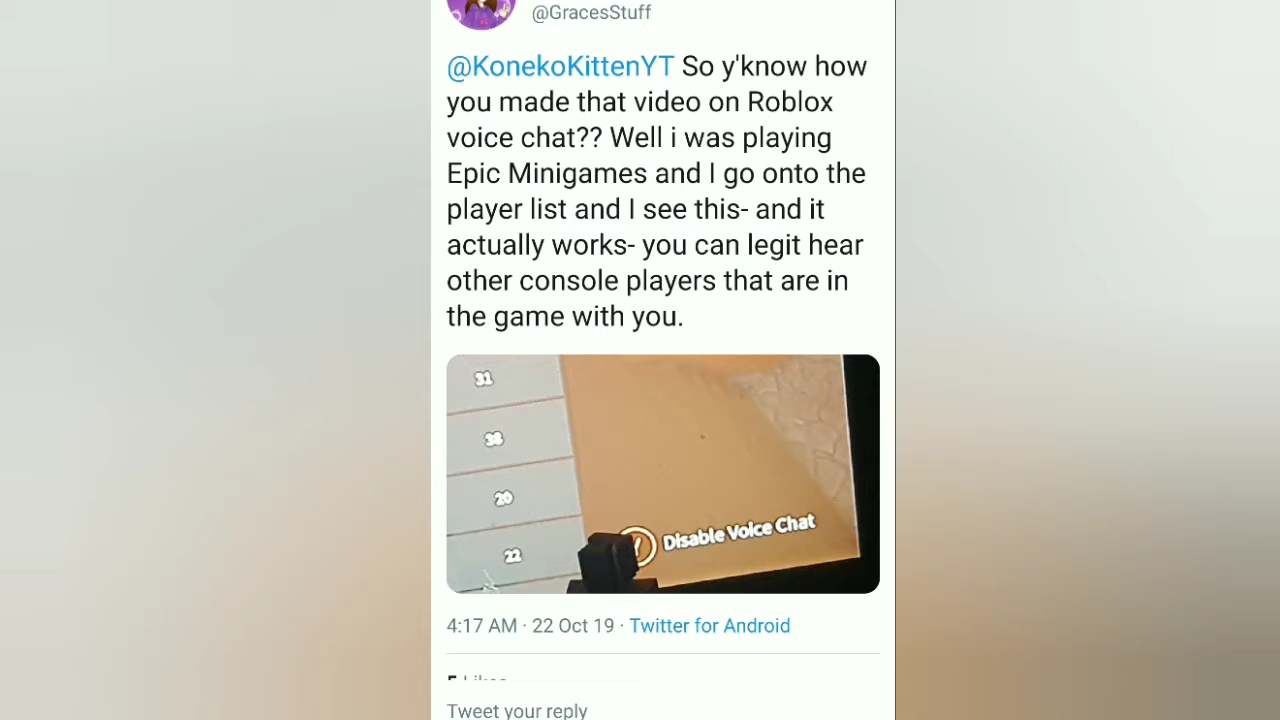 @GracesStuff
@KonekoKittenYT So y'know how
you made that video on Roblox
voice chat?? Well i was playing
Epic Minigames and I go onto the
player list and I see this- and it
actually works- you can legit hear
other console players that are in
the game with you.
31
38
20
22
Disable Voice Chat
4:17 AM · 22 Oct 19 · Twitter for Android
5 Likes
Tweet your reply